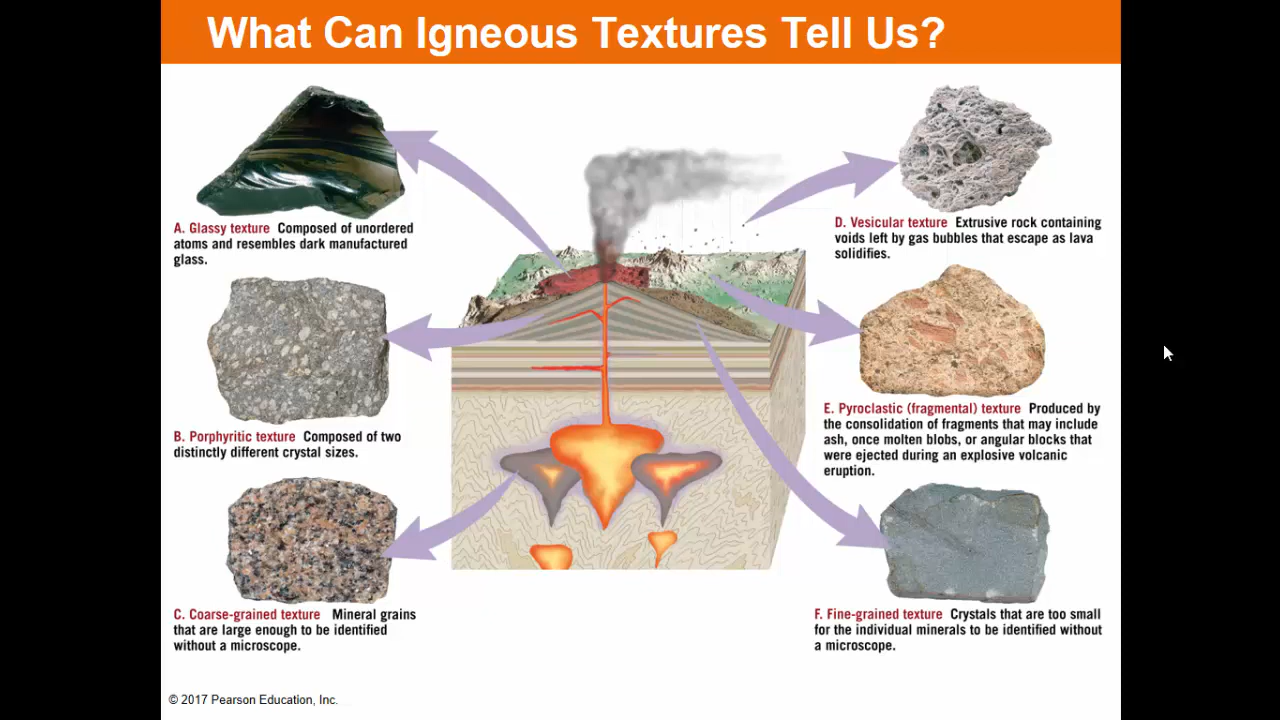 What Can Igneous Textures Tell Us?
A. Glassy texture Composed of unordered
atoms and resembles dark manufactured
glass.
B. Porphyritic texture Composed of two
distinctly different crystal sizes.
C. Coarse-grained texture Mineral grains
that are large enough to be identified
without a microscope.
D. Vesicular texture Extrusive rock containing
voids left by gas bubbles that escape as lava
solidifies.
E. Pyroclastic (fragmental) texture Produced by
the consolidation of fragments that may include
ash, once molten blobs, or angular blocks that
were ejected during an explosive volcanic
eruption.
F. Fine-grained texture Crystals that are too small
for the individual minerals to be identified without
a microscope.
© 2017 Pearson Education, Inc.